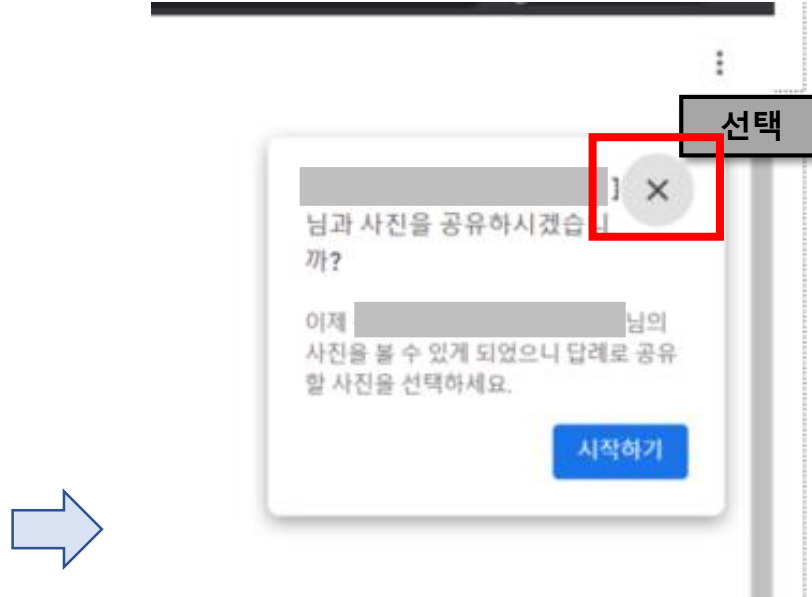 선택
님과 사진을 공유하시겠습니
까?
이제
님의
사진을 볼 수 있게 되었으니 답례로 공유
할 사진을 선택하세요.
시작하기